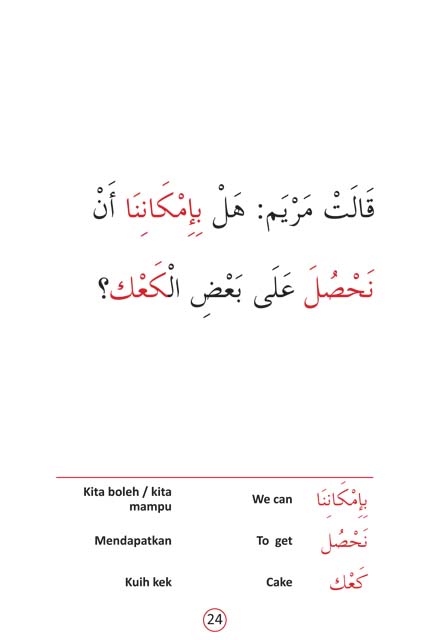 قَالَتْ مَرْيَم: هَلْ بِإِمْكَانِنَا أَنْ
نَحْصُلَ عَلَى بَعْضِ الْكَعْك؟
Kita boleh / kita mampu We can بِإِمْكَانِنَا
Mendapatkan To get نَحْصُل
Kuih kek Cake كَعْك
24